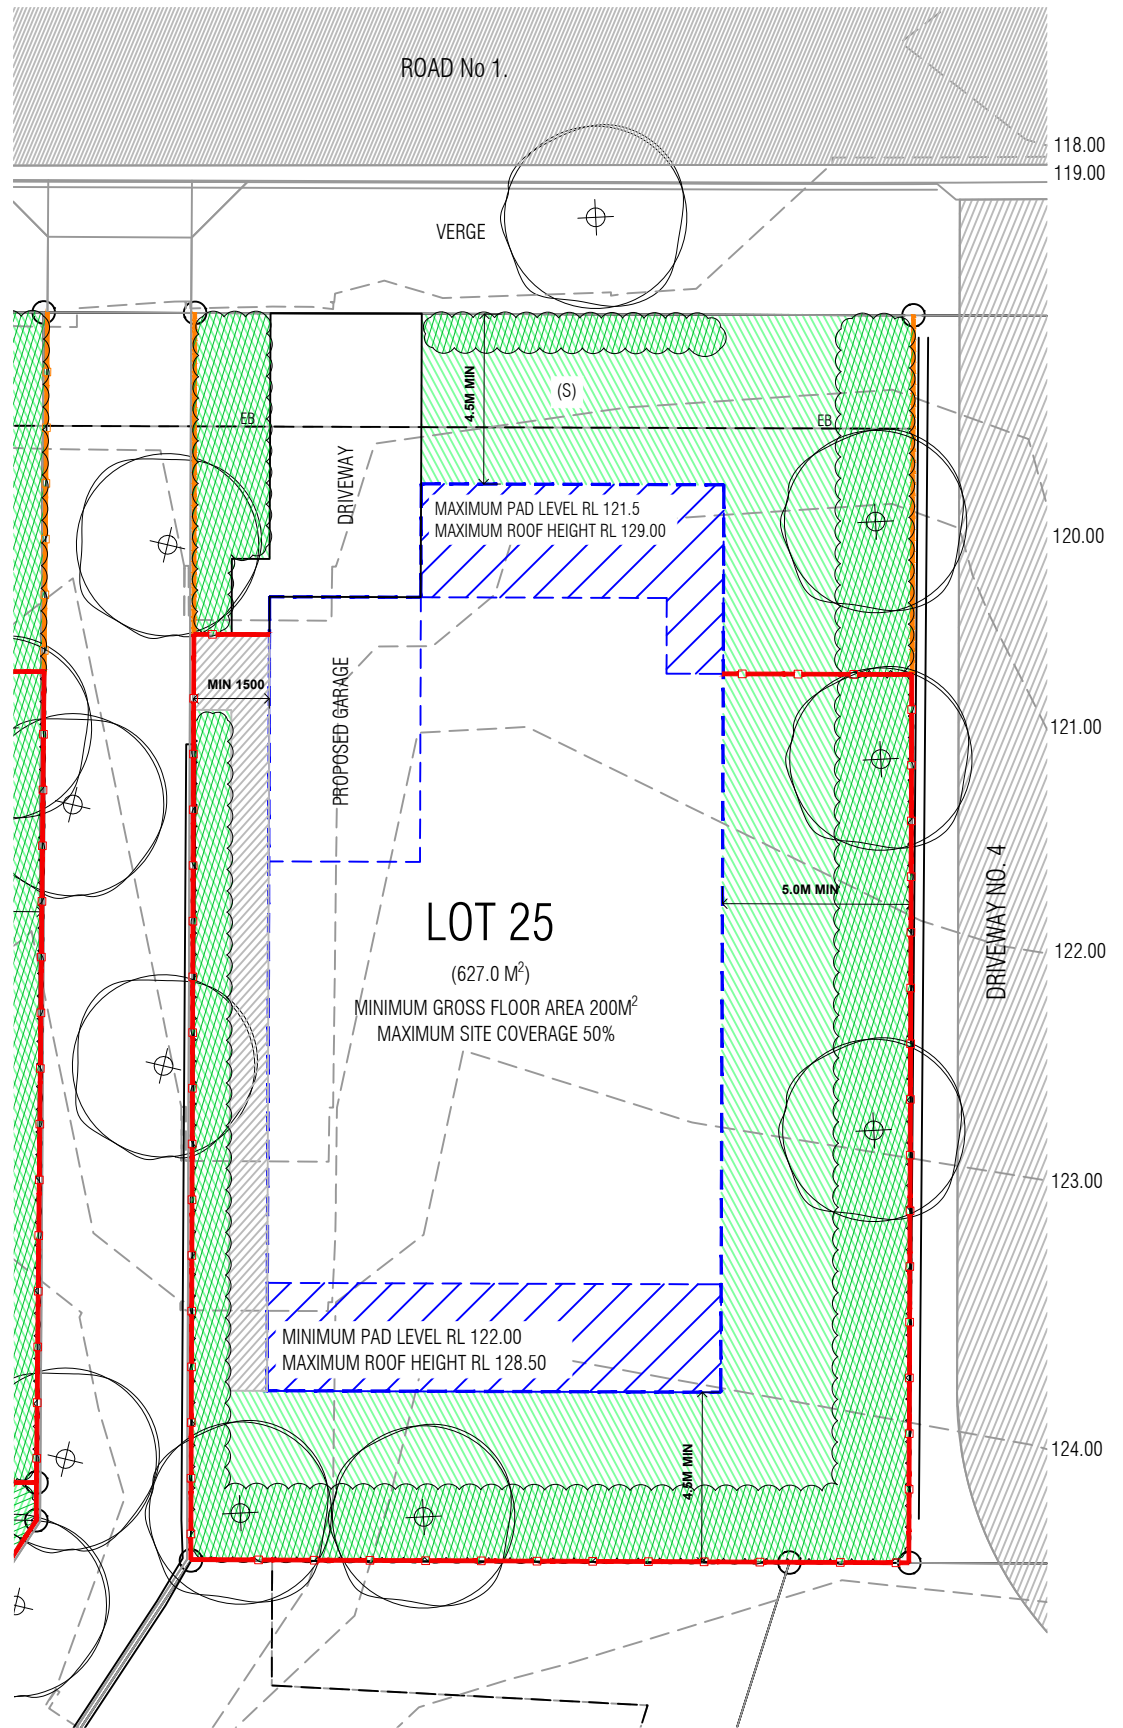 ROAD No 1.
118.00
119.00
VERGE
4.5M MIN
(S)
EB
EB
DRIVEWAY
MAXIMUM PAD LEVEL RL 121.5
MAXIMUM ROOF HEIGHT RL 129.00
120.00
MIN 1500
PROPOSED GARAGE
121.00
5.0M MIN
LOT 25
(627.0 M²)
MINIMUM GROSS FLOOR AREA 200M²
MAXIMUM SITE COVERAGE 50%
DRIVEWAY NO. 4
122.00
123.00
MINIMUM PAD LEVEL RL 122.00
MAXIMUM ROOF HEIGHT RL 128.50
124.00
4.5M MIN